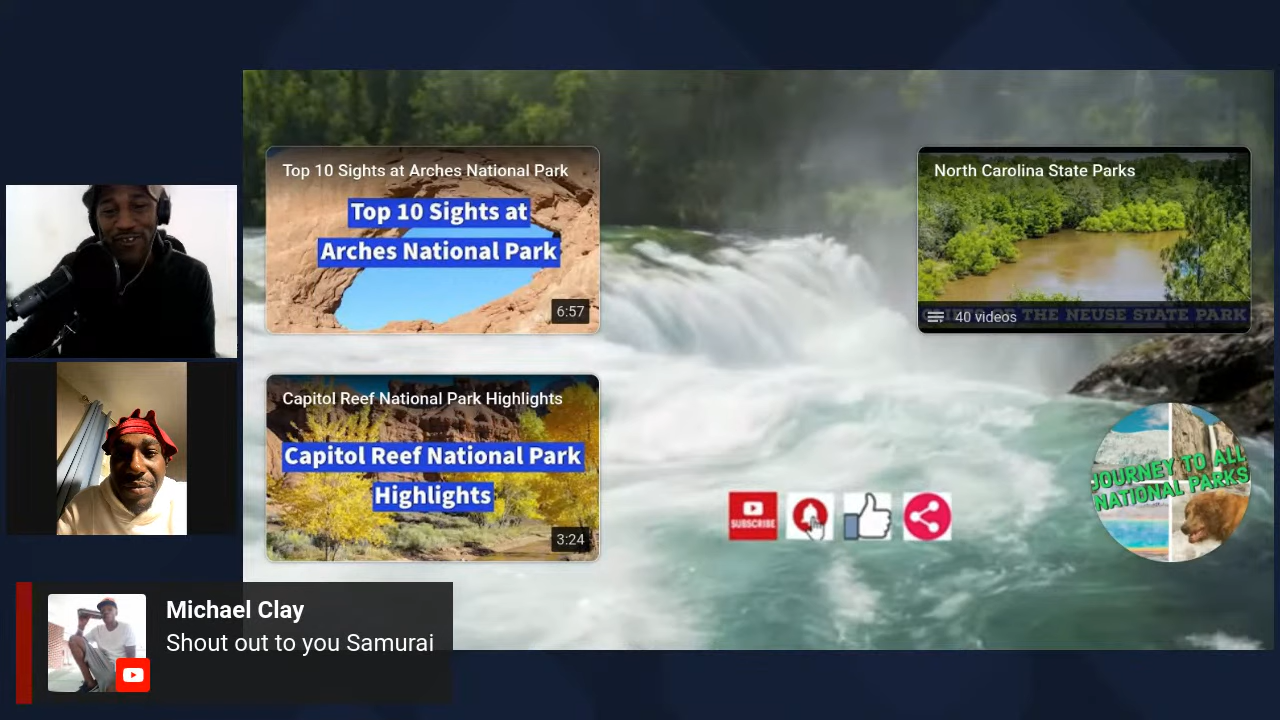 Top 10 Sights at Arches National Park
Top 10 Sights at
Arches National Park
6:57
North Carolina State Parks
40 videos
THE NEUSE STATE PARK
Capitol Reef National Park Highlights
Capitol Reef National Park
Highlights
3:24
SUBSCRIBE
JOURNEY TO ALL
NATIONAL PARKS
Michael Clay
Shout out to you Samurai